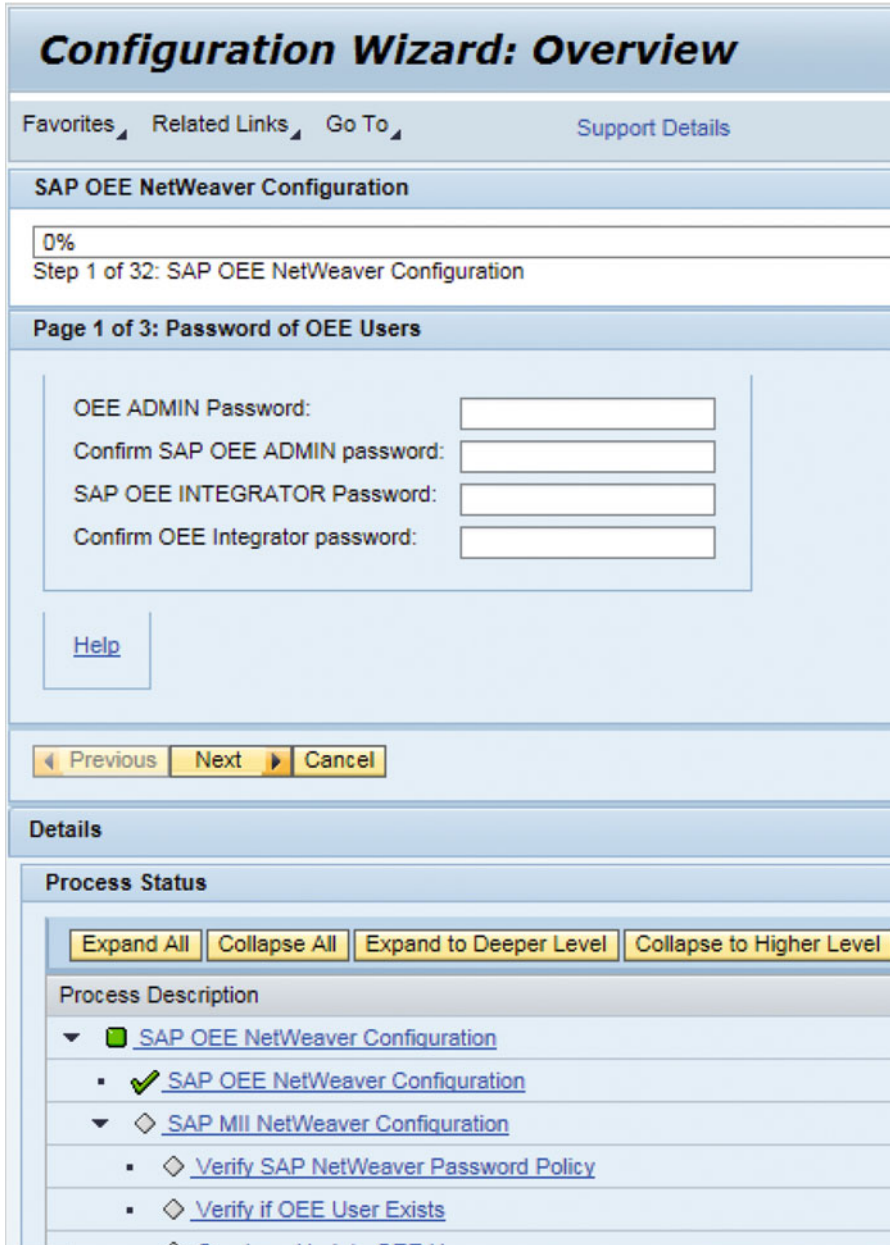 Configuration Wizard: Overview
Favorites Related Links Go To Support Details
SAP OEE NetWeaver Configuration
0%
Step 1 of 32: SAP OEE NetWeaver Configuration
Page 1 of 3: Password of OEE Users
OEE ADMIN Password:
Confirm SAP OEE ADMIN password:
SAP OEE INTEGRATOR Password:
Confirm OEE Integrator password:
Help
Previous Next Cancel
Details
Process Status
Expand All Collapse All Expand to Deeper Level Collapse to Higher Level
Process Description
SAP OEE NetWeaver Configuration
SAP OEE NetWeaver Configuration
SAP MII NetWeaver Configuration
Verify SAP NetWeaver Password Policy
Verify if OEE User Exists